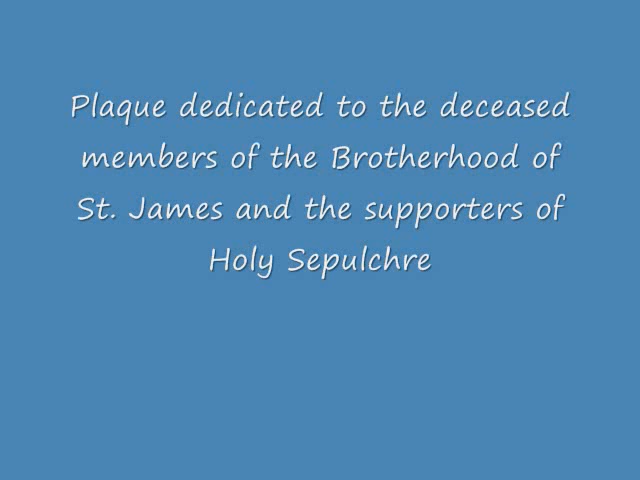 Plaque dedicated to the deceased
members of the Brotherhood of
St. James and the supporters of
Holy Sepulchre